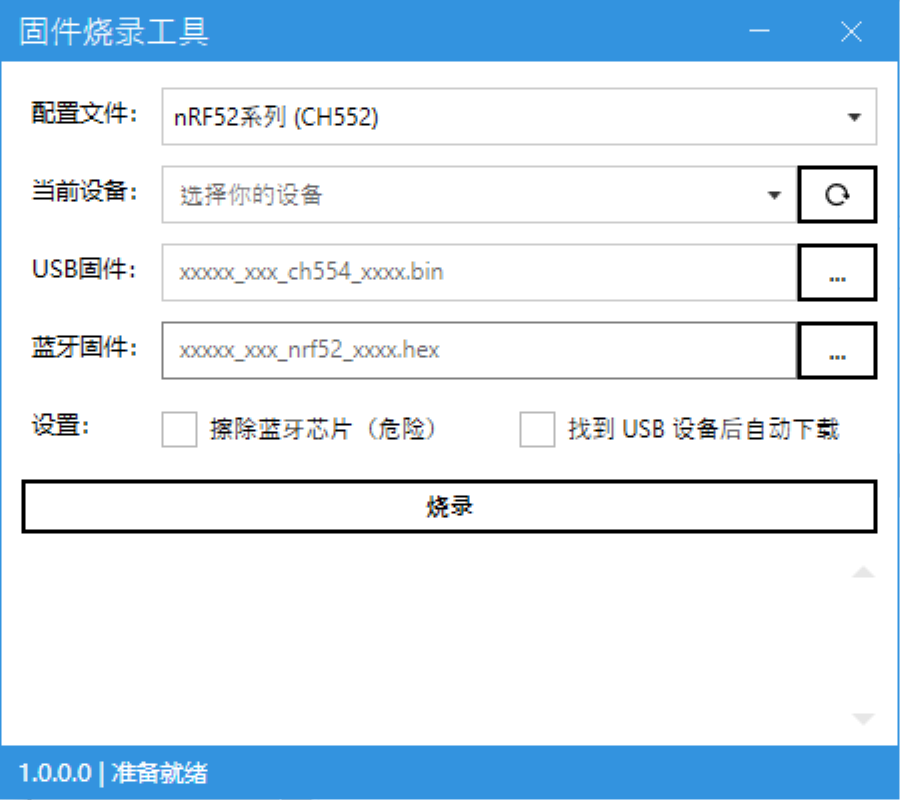 固件烧录工具
配置文件: nRF52系列 (CH552)
当前设备: 选择你的设备
USB固件: xxxxx_xxx_ch554_xxxx.bin ...
蓝牙固件: xxxxx_xxx_nrf52_xxxx.hex ...
设置: 擦除蓝牙芯片（危险） 找到 USB 设备后自动下载
烧录
1.0.0.0 | 准备就绪